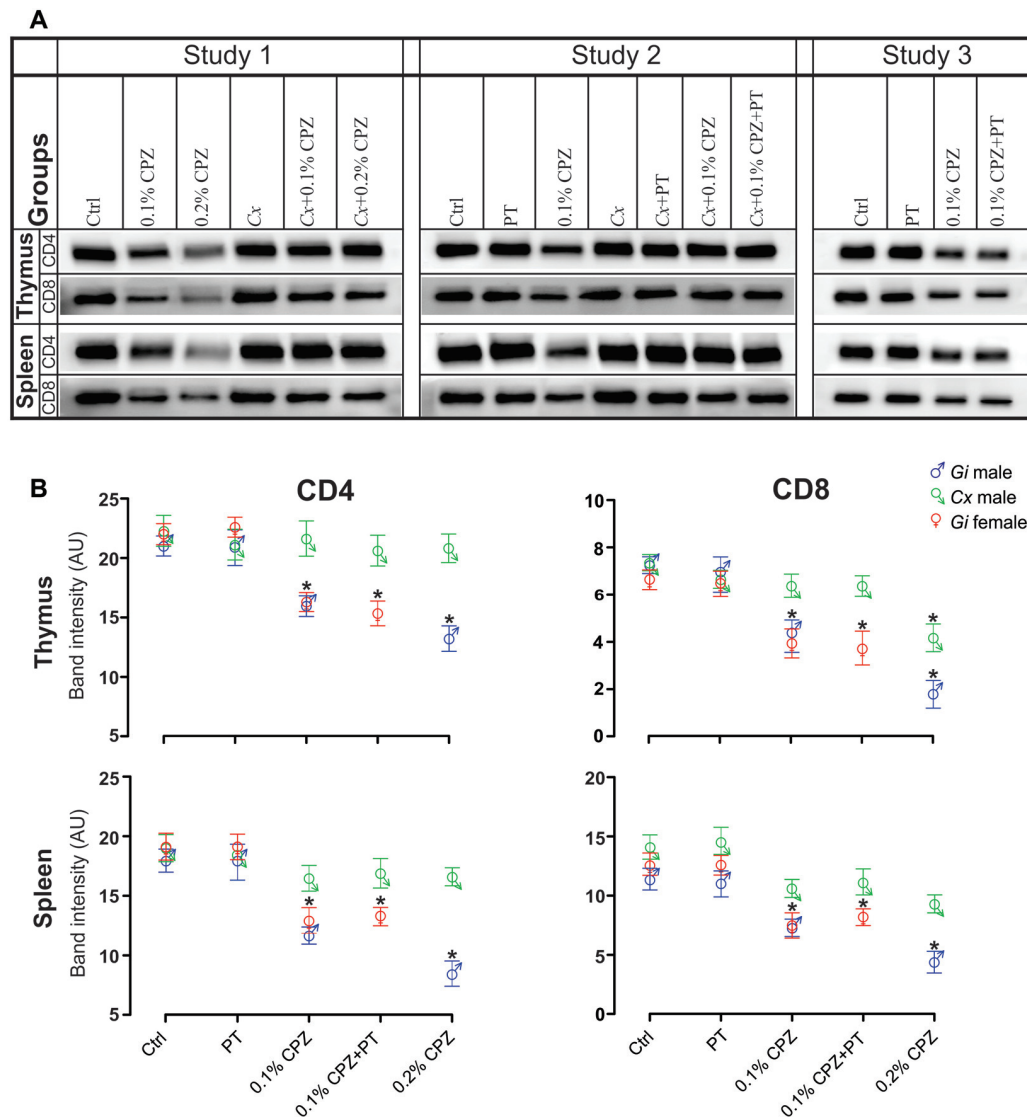 A
Study 1
Study 2
Study 3
Groups
Ctrl
0.1% CPZ
0.2% CPZ
Cx
Cx+0.1% CPZ
Cx+0.2% CPZ
Ctrl
PT
0.1% CPZ
Cx
Cx+PT
Cx+0.1% CPZ
Cx+0.1% CPZ+PT
Ctrl
PT
0.1% CPZ
0.1% CPZ+PT
Thymus
CD4
CD8
Spleen
CD4
CD8
B
CD4
CD8
Gi male
Cx male
Gi female
Thymus
Band intensity (AU)
25
20
15
10
5
* * *
10
8
6
4
2
0
* * * *
Spleen
Band intensity (AU)
25
20
15
10
5
* * *
Ctrl
PT
0.1% CPZ
0.1% CPZ+PT
0.2% CPZ
20
15
10
5
0
* * *
Ctrl
PT
0.1% CPZ
0.1% CPZ+PT
0.2% CPZ